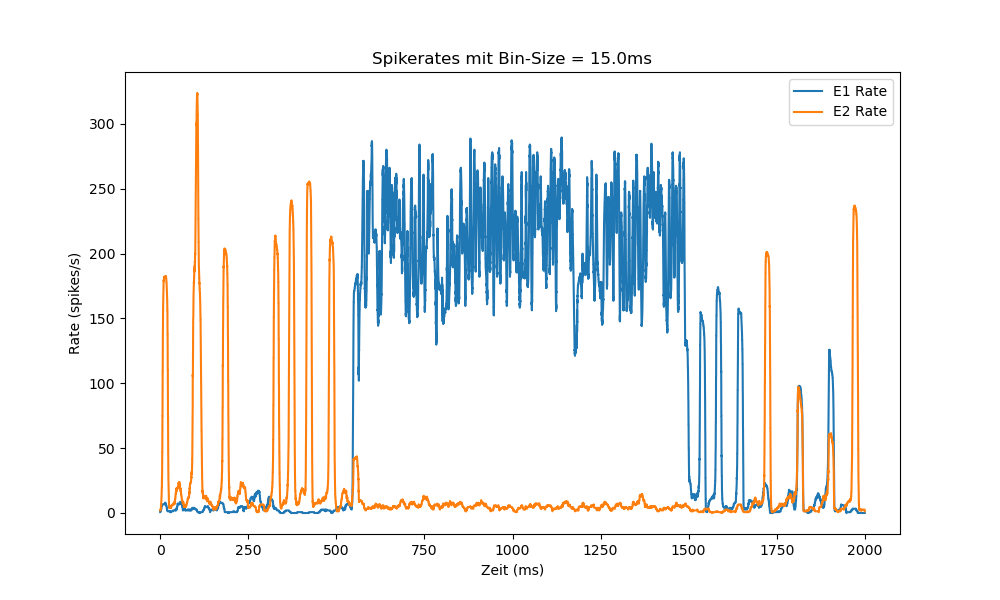 Spikerates mit Bin-Size = 15.0ms
E1 Rate
E2 Rate
Rate (spikes/s)
300
250
200
150
100
50
0
0 250 500 750 1000 1250 1500 1750 2000
Zeit (ms)